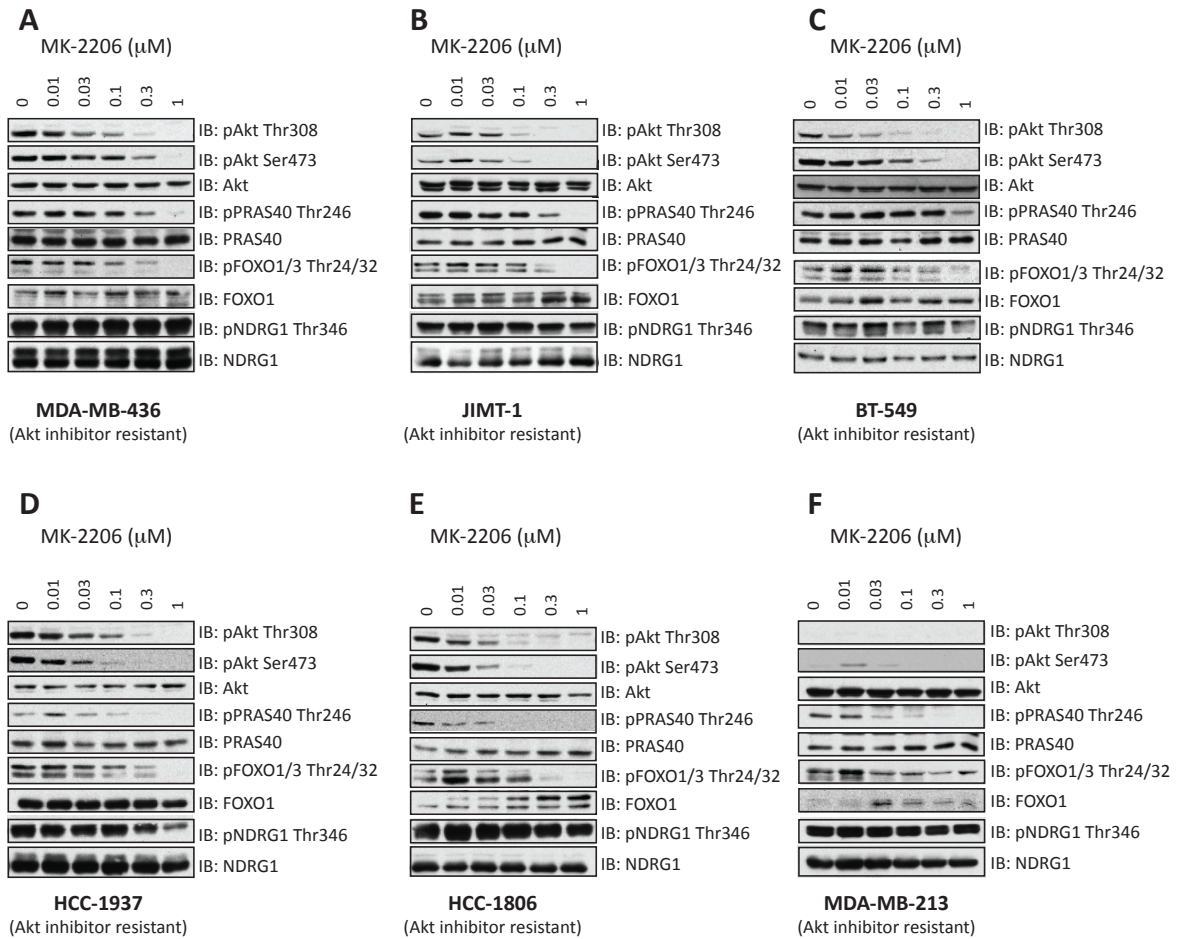 A
MK-2206 (μM)
0 0.01 0.03 0.1 0.3 1
IB: pAkt Thr308
IB: pAkt Ser473
IB: Akt
IB: pPRAS40 Thr246
IB: PRAS40
IB: pFOXO1/3 Thr24/32
IB: FOXO1
IB: pNDRG1 Thr346
IB: NDRG1
MDA-MB-436
(Akt inhibitor resistant)
B
MK-2206 (μM)
0 0.01 0.03 0.1 0.3 1
IB: pAkt Thr308
IB: pAkt Ser473
IB: Akt
IB: pPRAS40 Thr246
IB: PRAS40
IB: pFOXO1/3 Thr24/32
IB: FOXO1
IB: pNDRG1 Thr346
IB: NDRG1
JIMT-1
(Akt inhibitor resistant)
C
MK-2206 (μM)
0 0.01 0.03 0.1 0.3 1
IB: pAkt Thr308
IB: pAkt Ser473
IB: Akt
IB: pPRAS40 Thr246
IB: PRAS40
IB: pFOXO1/3 Thr24/32
IB: FOXO1
IB: pNDRG1 Thr346
IB: NDRG1
BT-549
(Akt inhibitor resistant)
D
MK-2206 (μM)
0 0.01 0.03 0.1 0.3 1
IB: pAkt Thr308
IB: pAkt Ser473
IB: Akt
IB: pPRAS40 Thr246
IB: PRAS40
IB: pFOXO1/3 Thr24/32
IB: FOXO1
IB: pNDRG1 Thr346
IB: NDRG1
HCC-1937
(Akt inhibitor resistant)
E
MK-2206 (μM)
0 0.01 0.03 0.1 0.3 1
IB: pAkt Thr308
IB: pAkt Ser473
IB: Akt
IB: pPRAS40 Thr246
IB: PRAS40
IB: pFOXO1/3 Thr24/32
IB: FOXO1
IB: pNDRG1 Thr346
IB: NDRG1
HCC-1806
(Akt inhibitor resistant)
F
MK-2206 (μM)
0 0.01 0.03 0.1 0.3 1
IB: pAkt Thr308
IB: pAkt Ser473
IB: Akt
IB: pPRAS40 Thr246
IB: PRAS40
IB: pFOXO1/3 Thr24/32
IB: FOXO1
IB: pNDRG1 Thr346
IB: NDRG1
MDA-MB-213
(Akt inhibitor resistant)